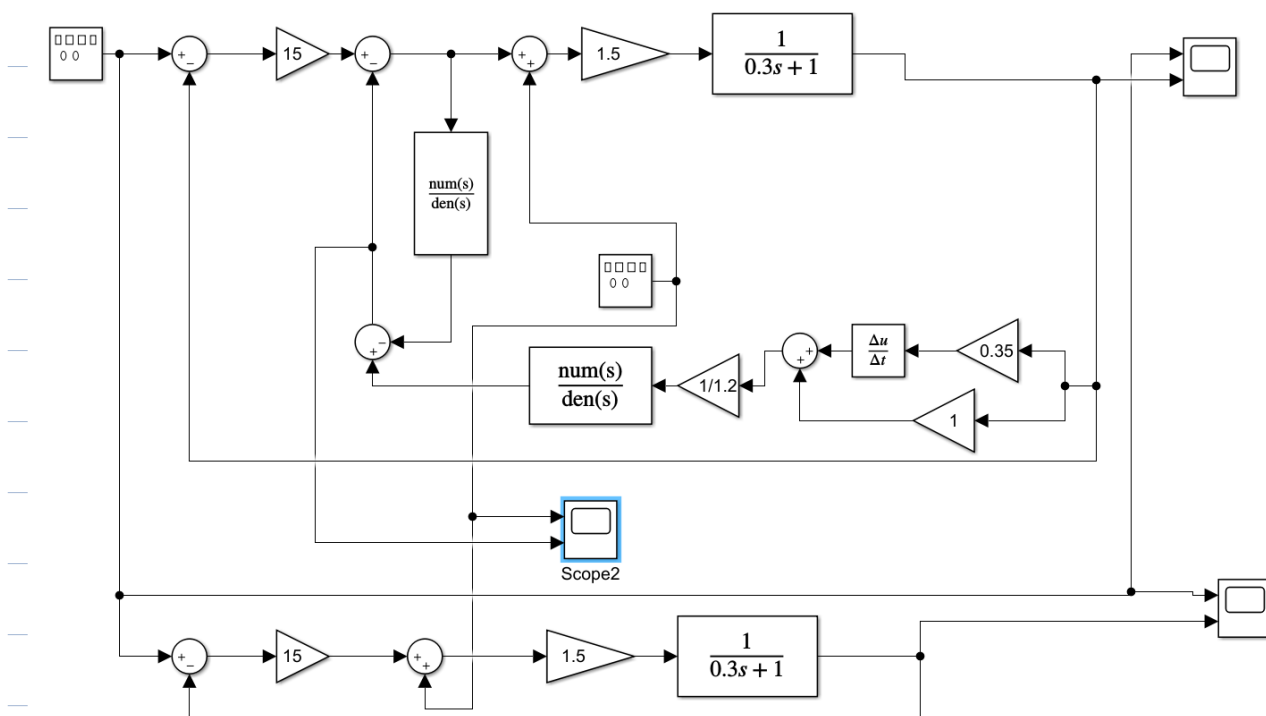 15
1.5
1
0.3s + 1
num(s)
den(s)
0.35
Δu
Δt
num(s)
den(s)
1/1.2
1
Scope2
15
1.5
1
0.3s + 1